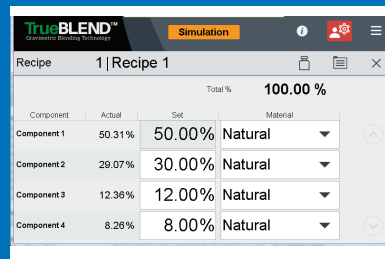 TrueBLEND™
Gravimetric Blending Technology
Simulation
Recipe 1 | Recipe 1
Total % 100.00 %
Component Actual Set Material
Component 1 50.31% 50.00% Natural
Component 2 29.07% 30.00% Natural
Component 3 12.36% 12.00% Natural
Component 4 8.26% 8.00% Natural